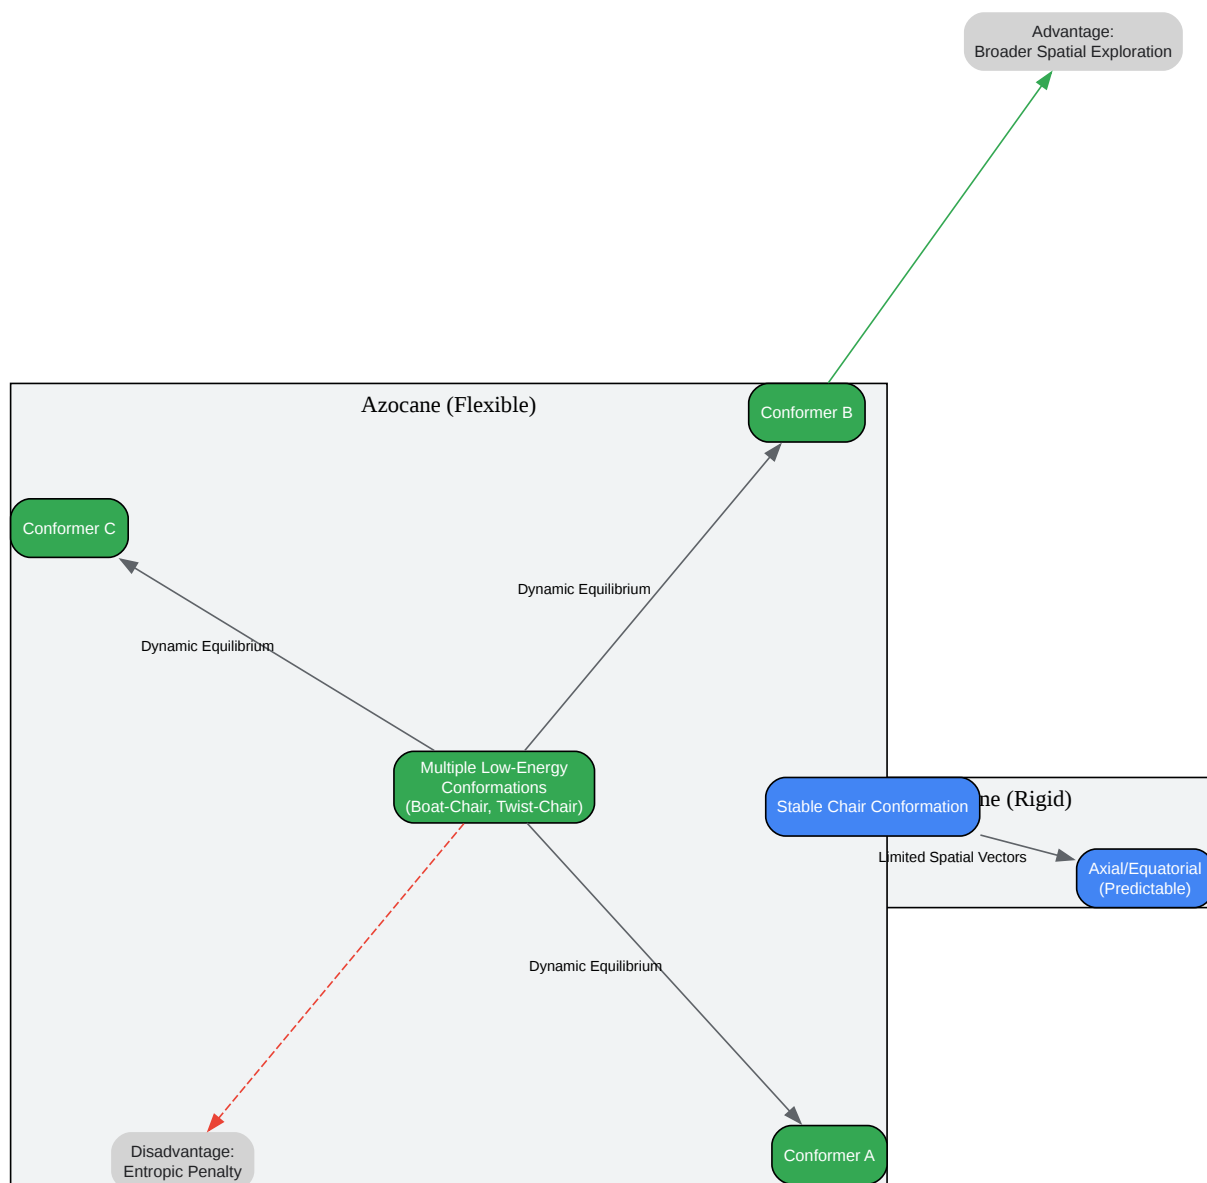 Advantage:
Broader Spatial Exploration
Azocane (Flexible)
Conformer B
Conformer C
Dynamic Equilibrium
Dynamic Equilibrium
Multiple Low-Energy
Conformations
(Boat-Chair, Twist-Chair)
Stable Chair Conformation
(Rigid)
Limited Spatial Vectors
Axial/Equatorial
(Predictable)
Dynamic Equilibrium
Disadvantage:
Entropic Penalty
Conformer A